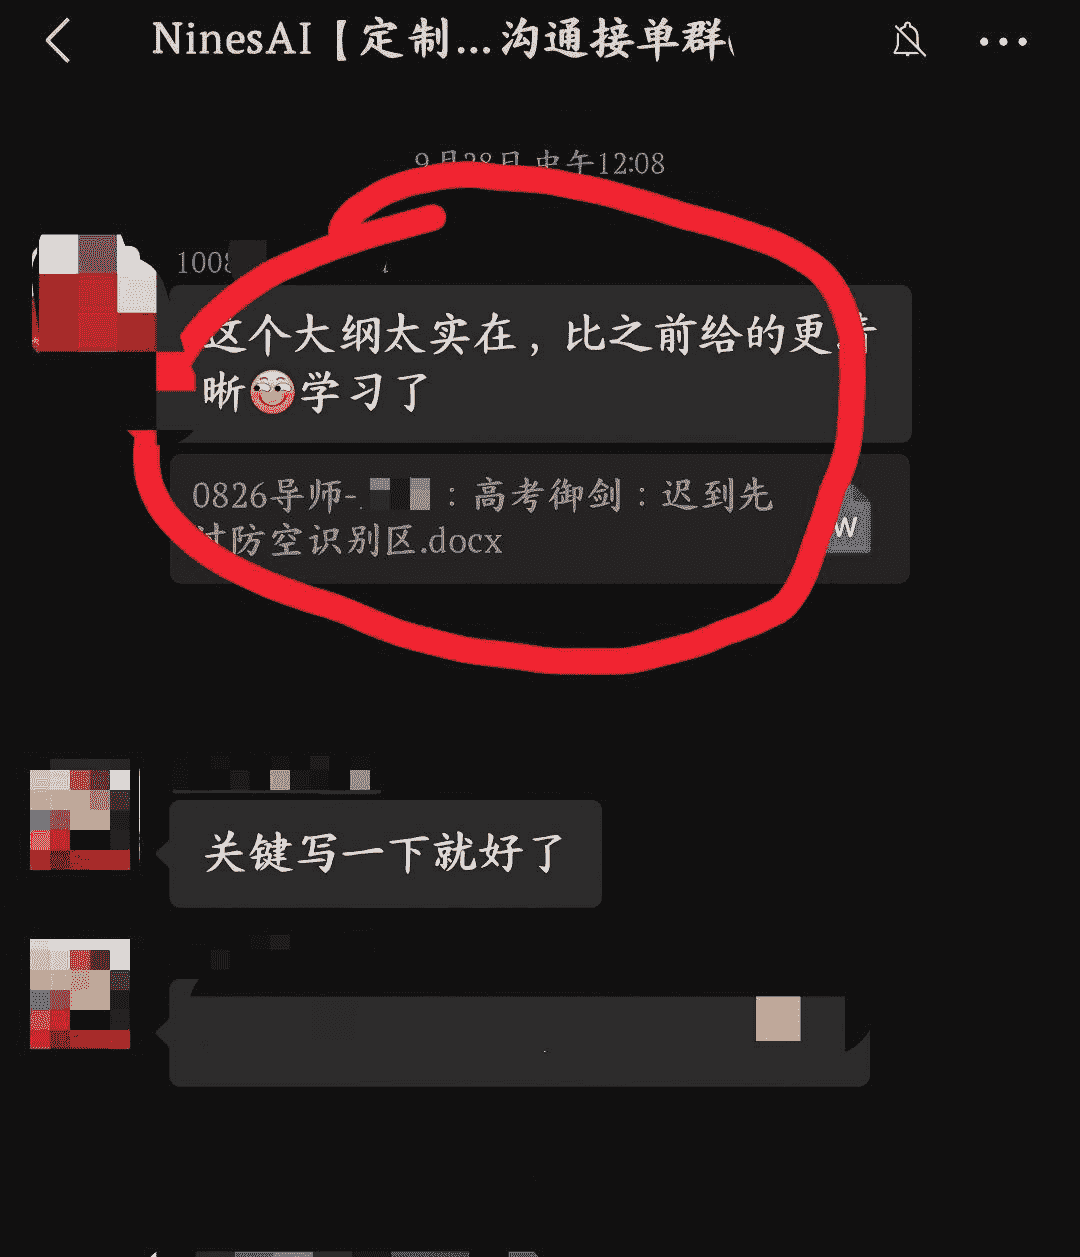 NinesAI【定制...沟通接单群
9月28日 中午12:08
1008
这个大纲太实在，比之前给的更清
晰学习了
0826导师-：高考御剑：迟到先
过防空识别区.docx
W
关键写一下就好了